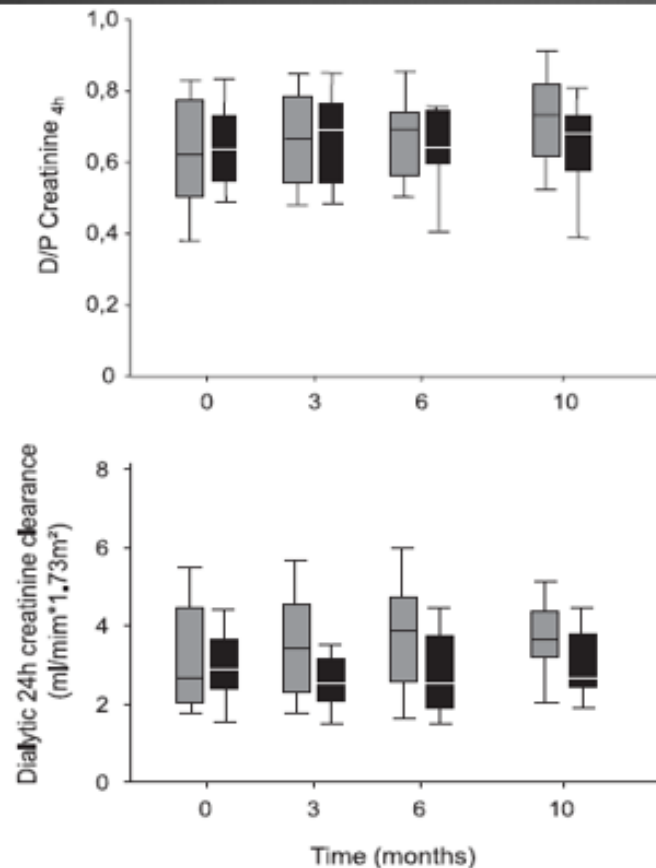 1,0
0,8
0,6
0,4
0,2
0
D/P Creatinine 4h
0 3 6 10
8
6
4
2
0
Dialytic 24h creatinine clearance
(ml/mim*1.73m²)
0 3 6 10
Time (months)